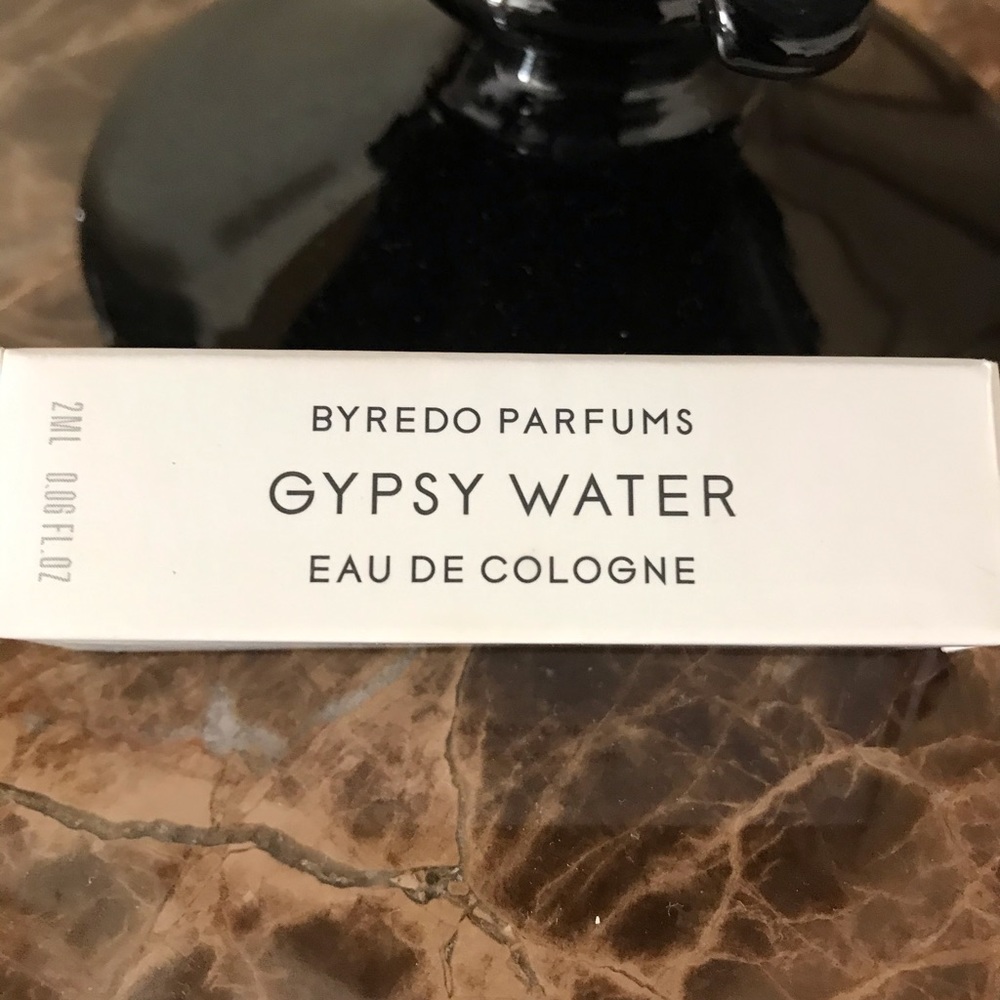 BYREDO PARFUMS
GYPSY WATER
EAU DE COLOGNE
2ML 0.06 FL.OZ